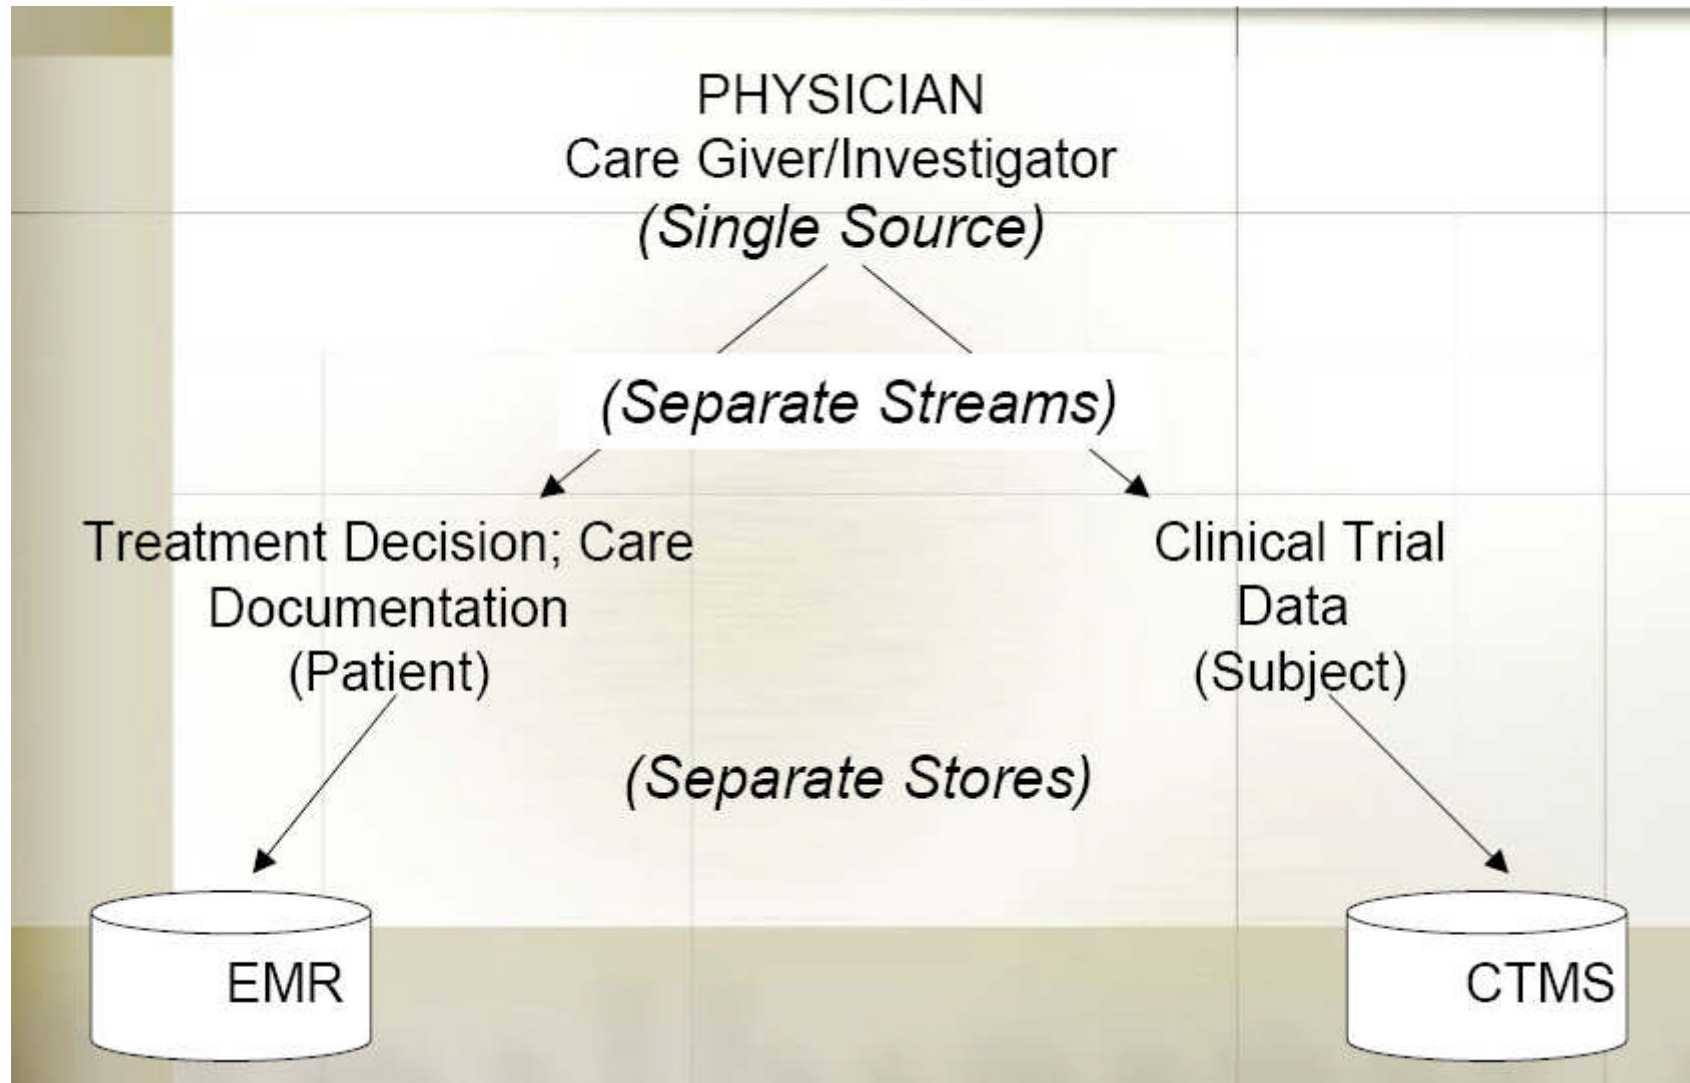 PHYSICIAN
Care Giver/Investigator
(Single Source)
(Separate Streams)
Treatment Decision; Care
Documentation
(Patient)
Clinical Trial
Data
(Subject)
(Separate Stores)
EMR
CTMS